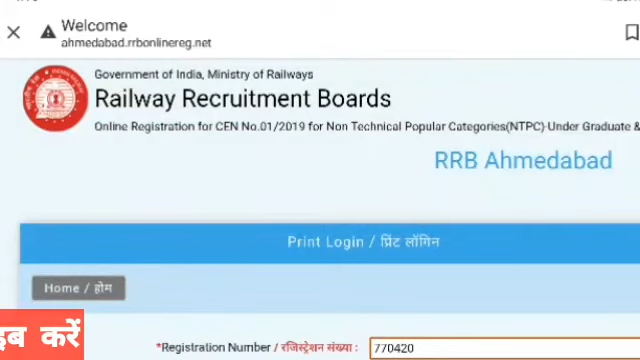 Welcome
ahmedabad.rrbonlinereg.net
Government of India, Ministry of Railways
Railway Recruitment Boards
Online Registration for CEN No.01/2019 for Non Technical Popular Categories(NTPC)-Under Graduate &
RRB Ahmedabad
Print Login / प्रिंट लॉगिन
Home / होम
करें
*Registration Number / रजिस्ट्रेशन संख्या :
770420